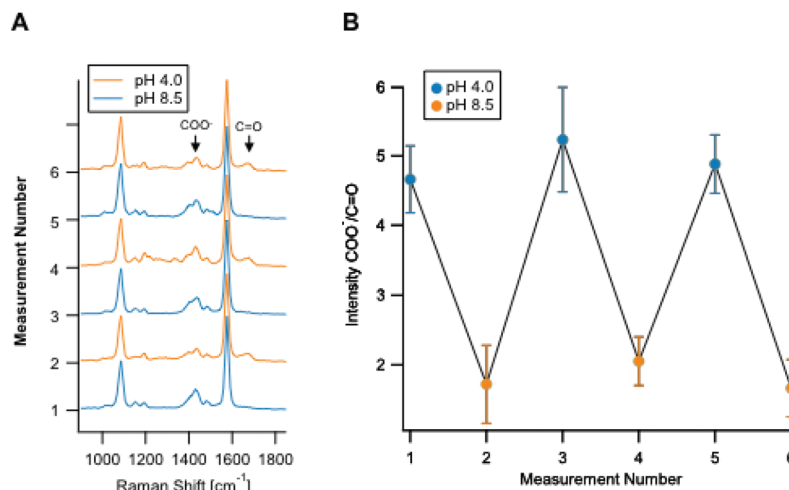 A
Measurement Number
pH 4.0
pH 8.5
COO⁻
C=O
6
5
4
3
2
1
1000 1200 1400 1600 1800
Raman Shift [cm⁻¹]
B
Intensity COO⁻/C=O
pH 4.0
pH 8.5
6
5
4
3
2
1 2 3 4 5 6
Measurement Number